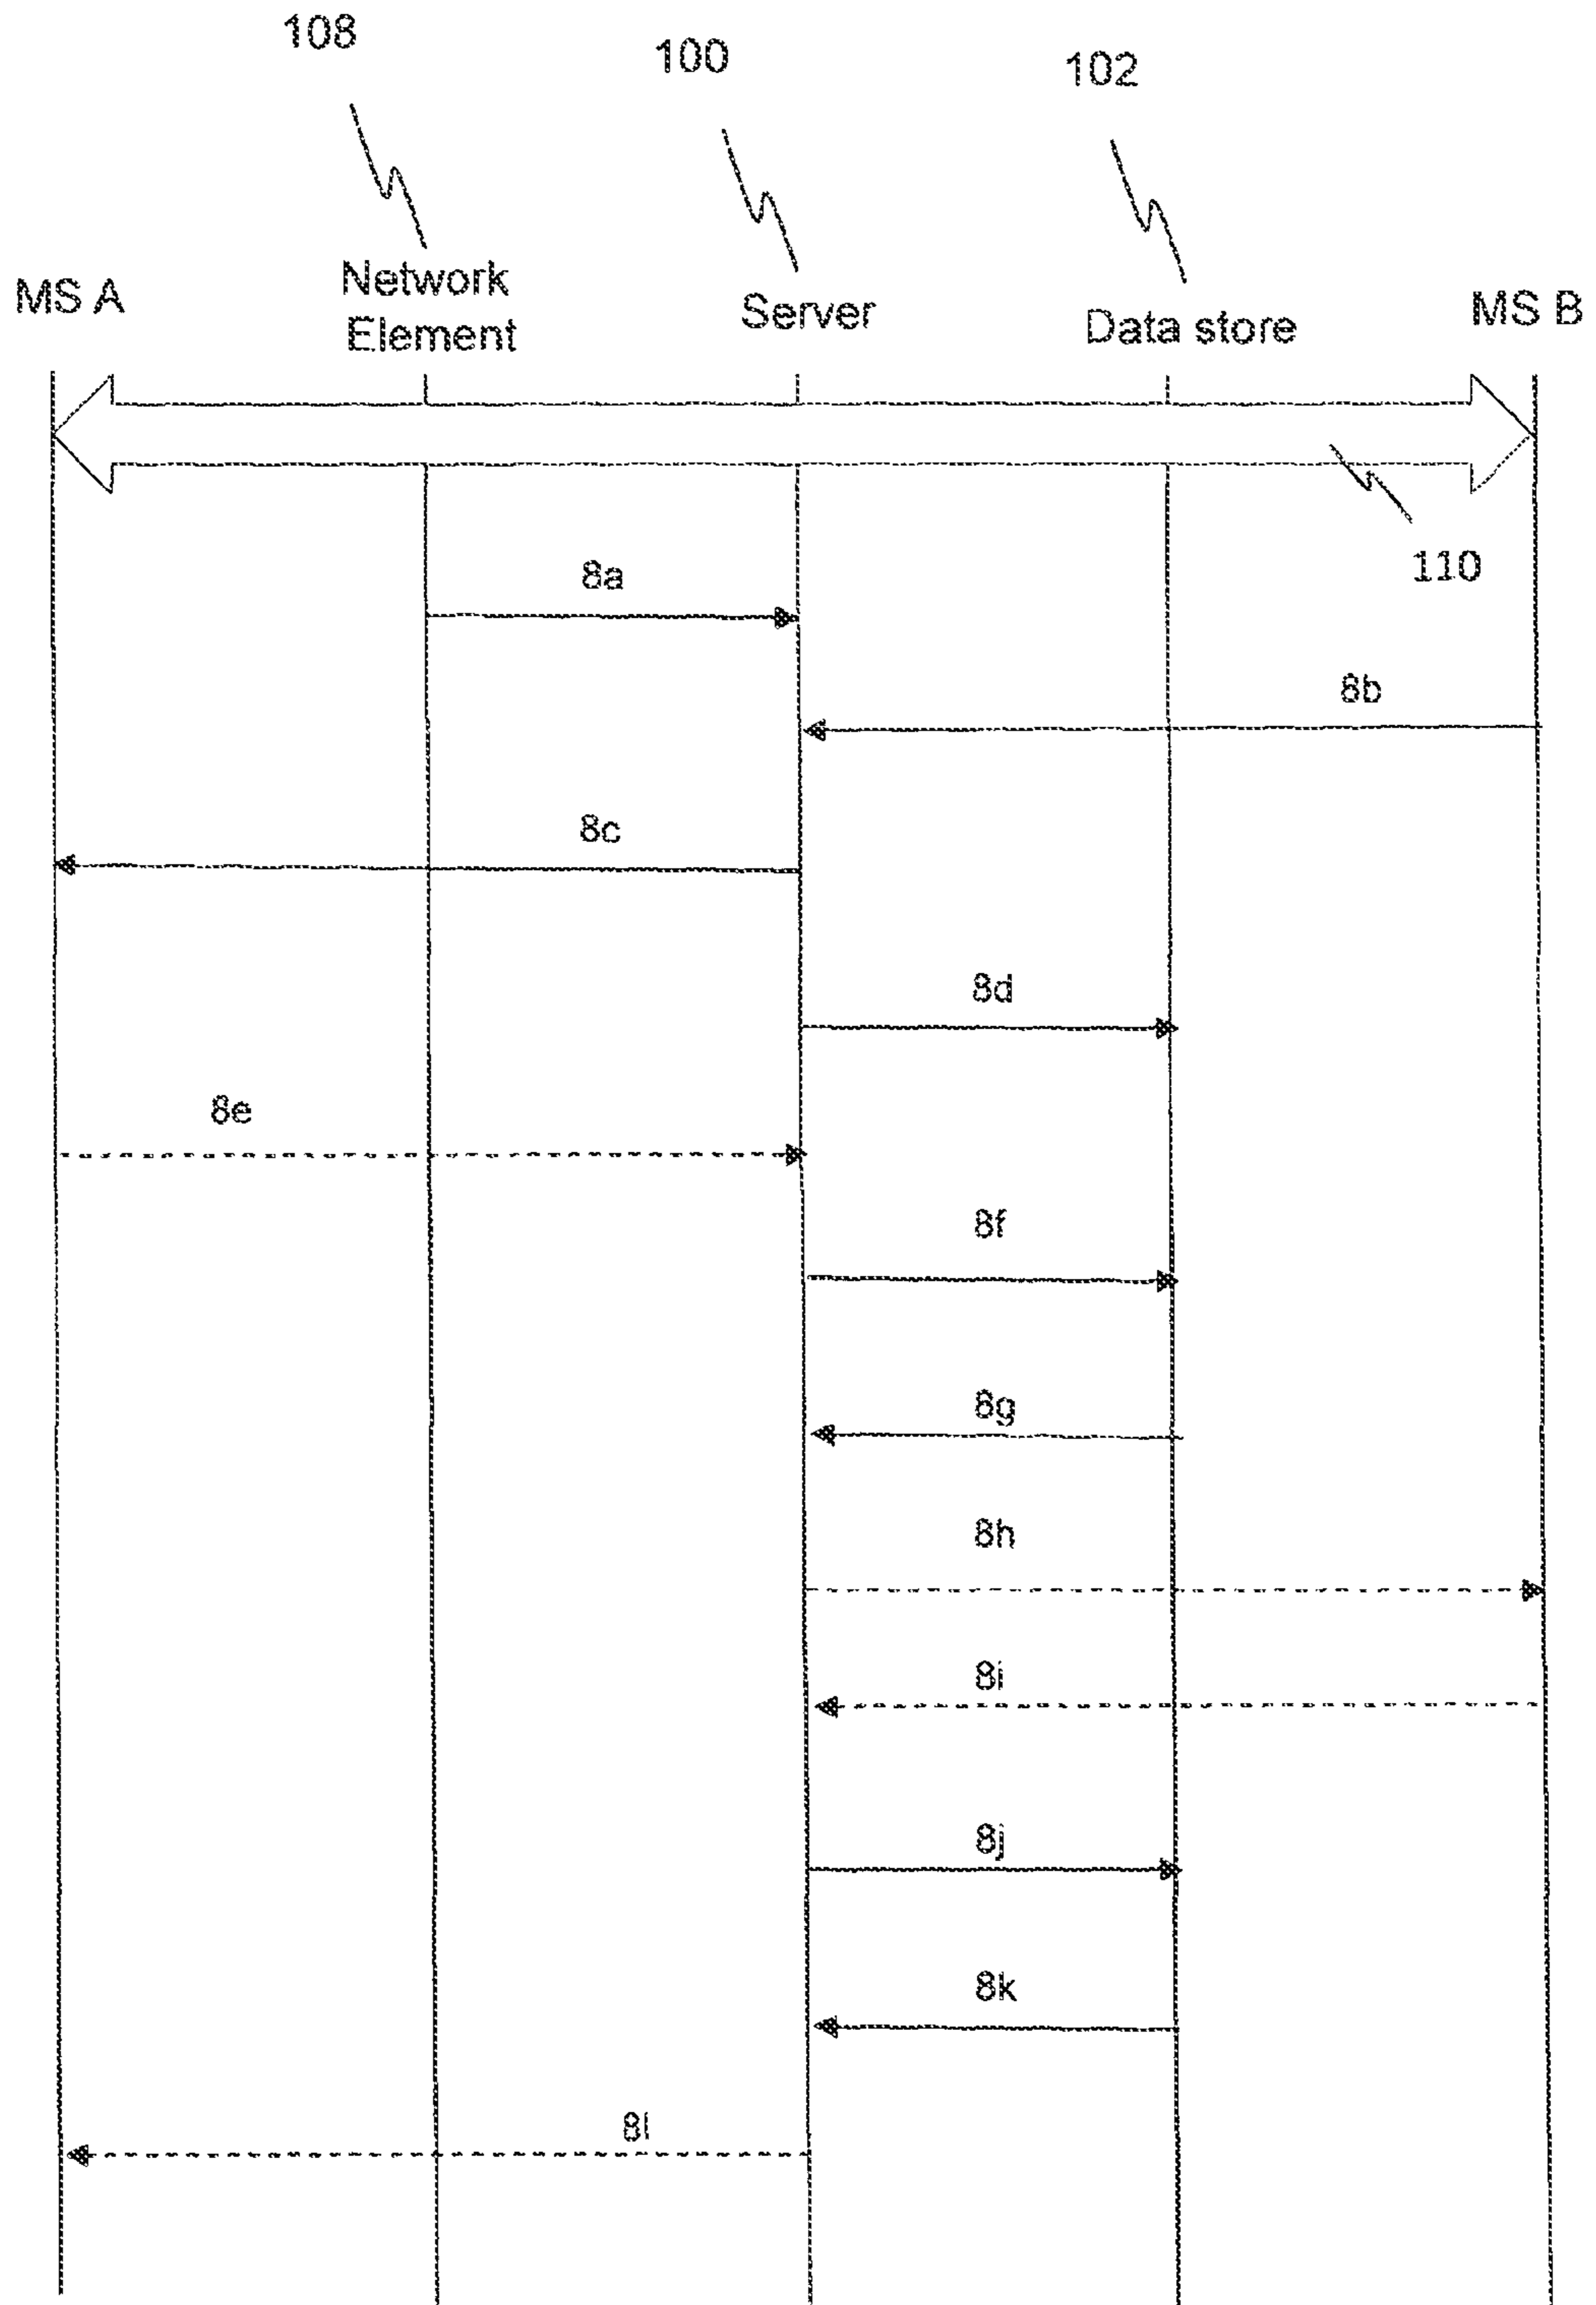 108
100
102
MS A
Network
Element
Server
Data store
MS B
110
8a
8b
8c
8d
8e
8f
8g
8h
8i
8j
8k
8l